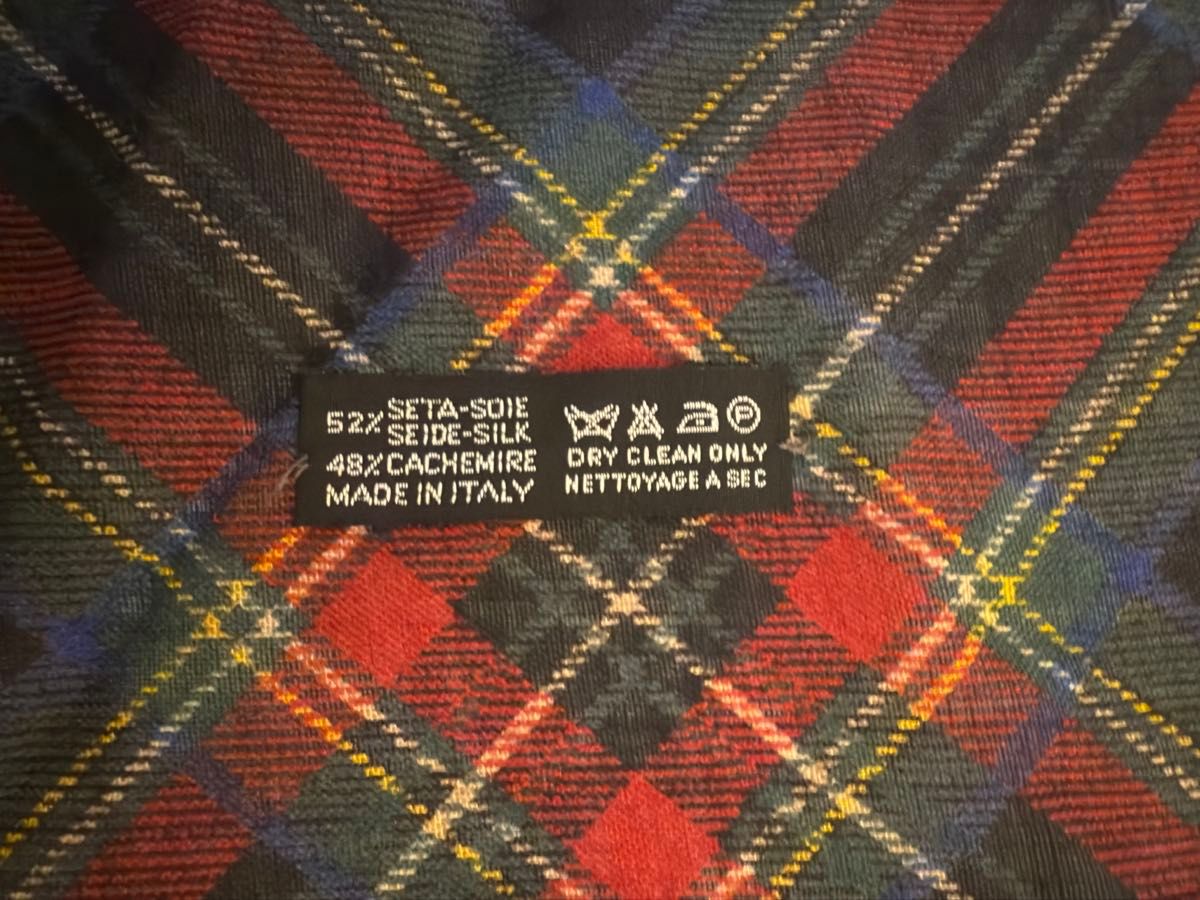 52% SETA-SOIE
SEIDE-SILK
48% CACHEMIRE
MADE IN ITALY
P
DRY CLEAN ONLY
NETTOYAGE A SEC